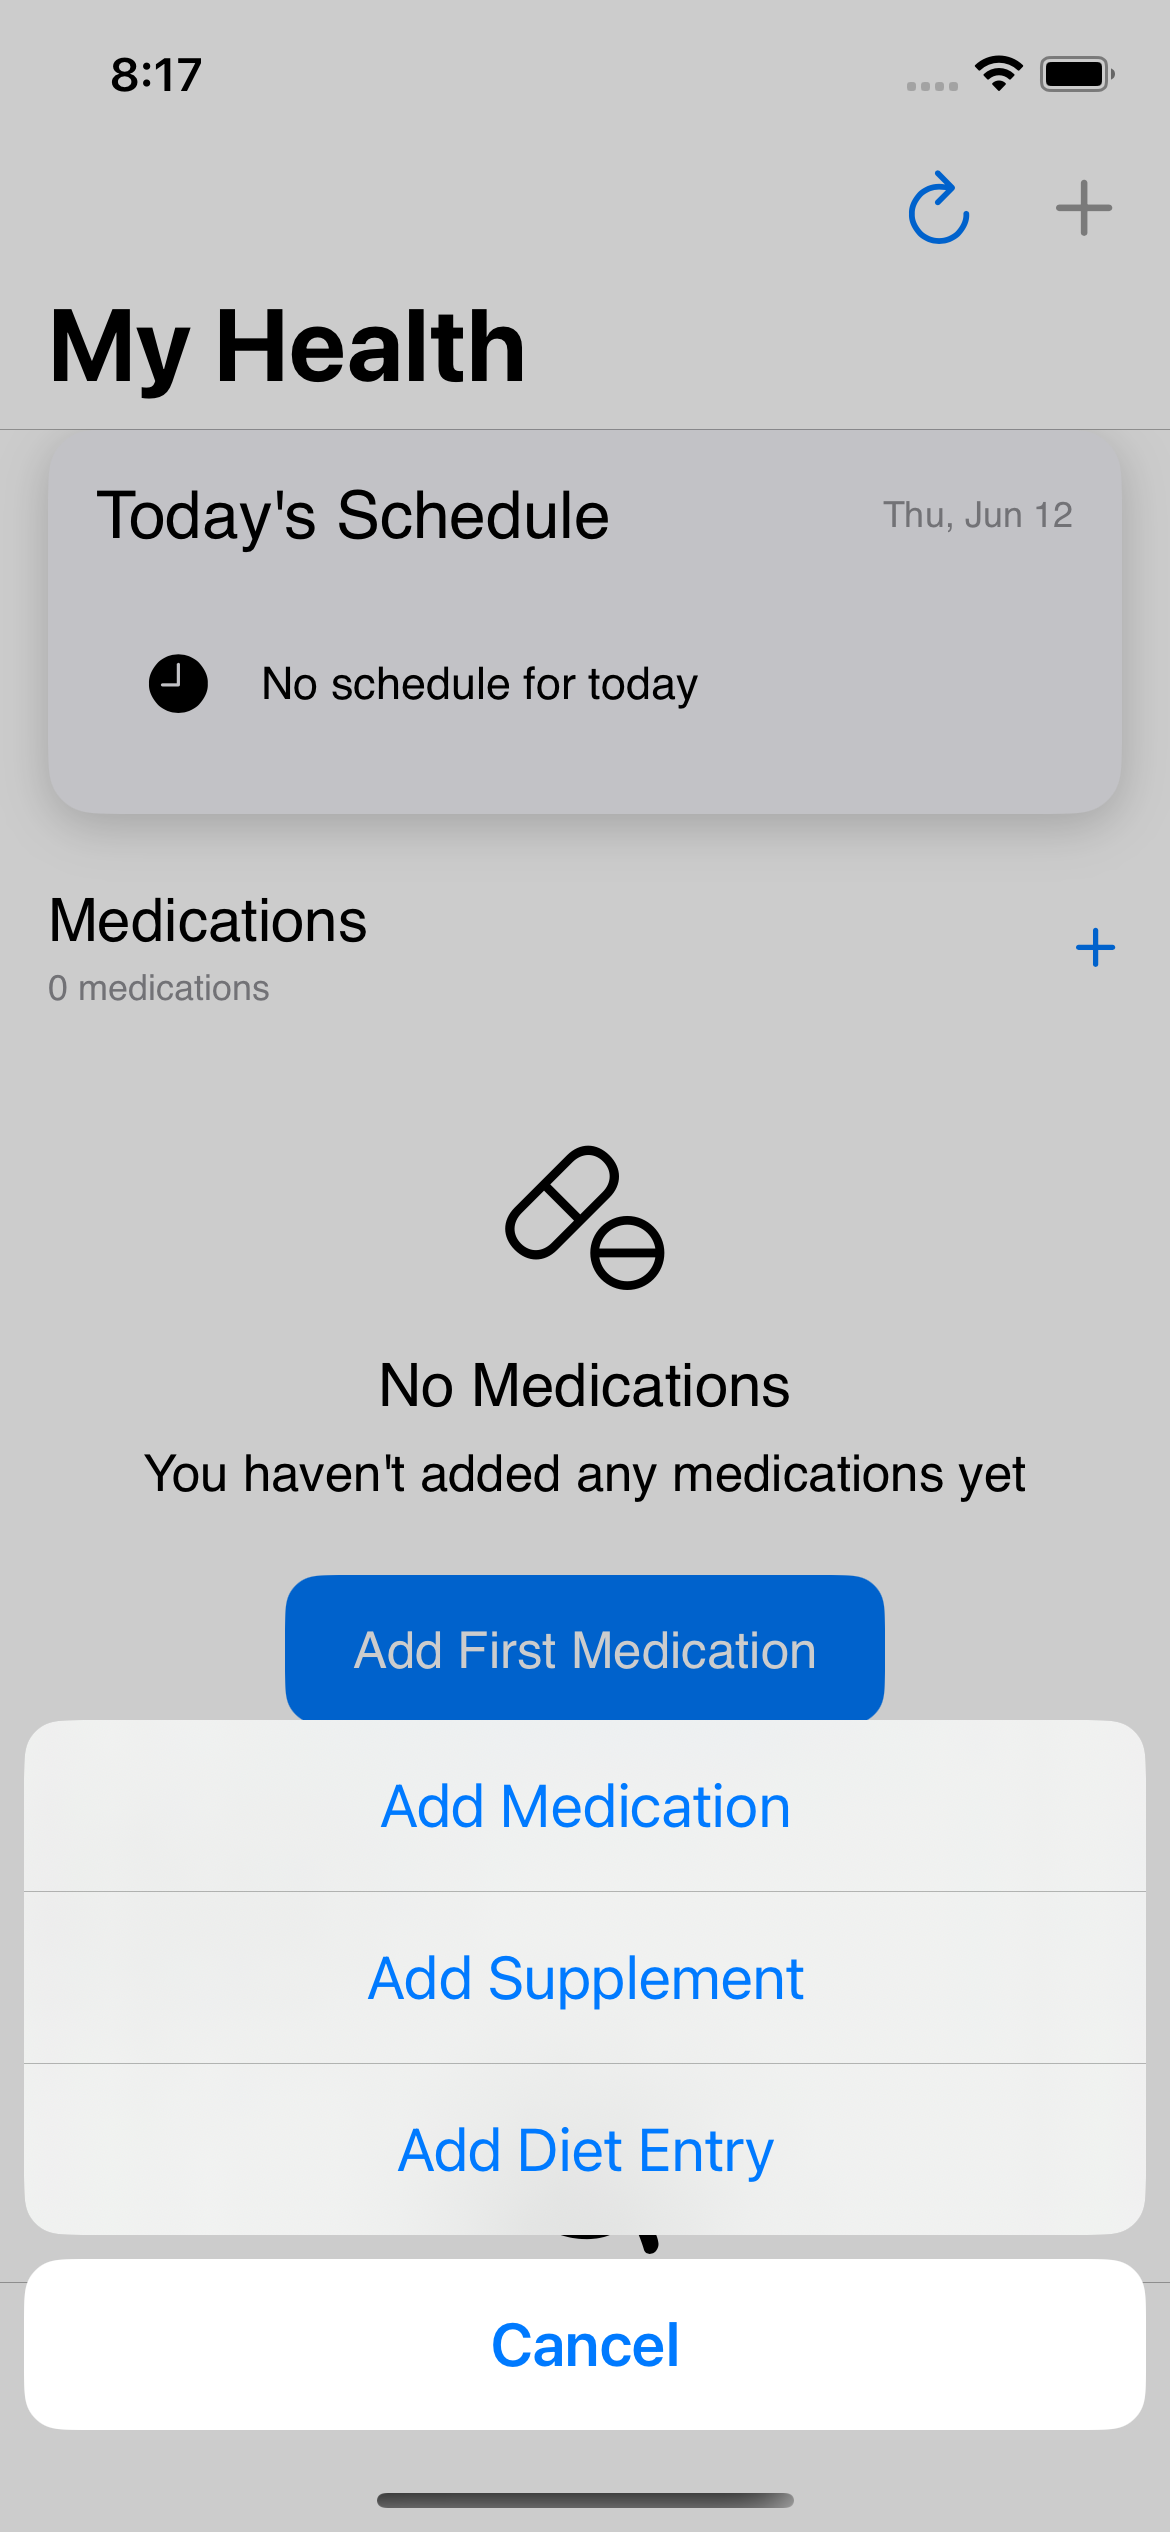 8:17
My Health
Today's Schedule
Thu, Jun 12
No schedule for today
Medications
0 medications
No Medications
You haven't added any medications yet
Add First Medication
Add Medication
Add Supplement
Add Diet Entry
Cancel